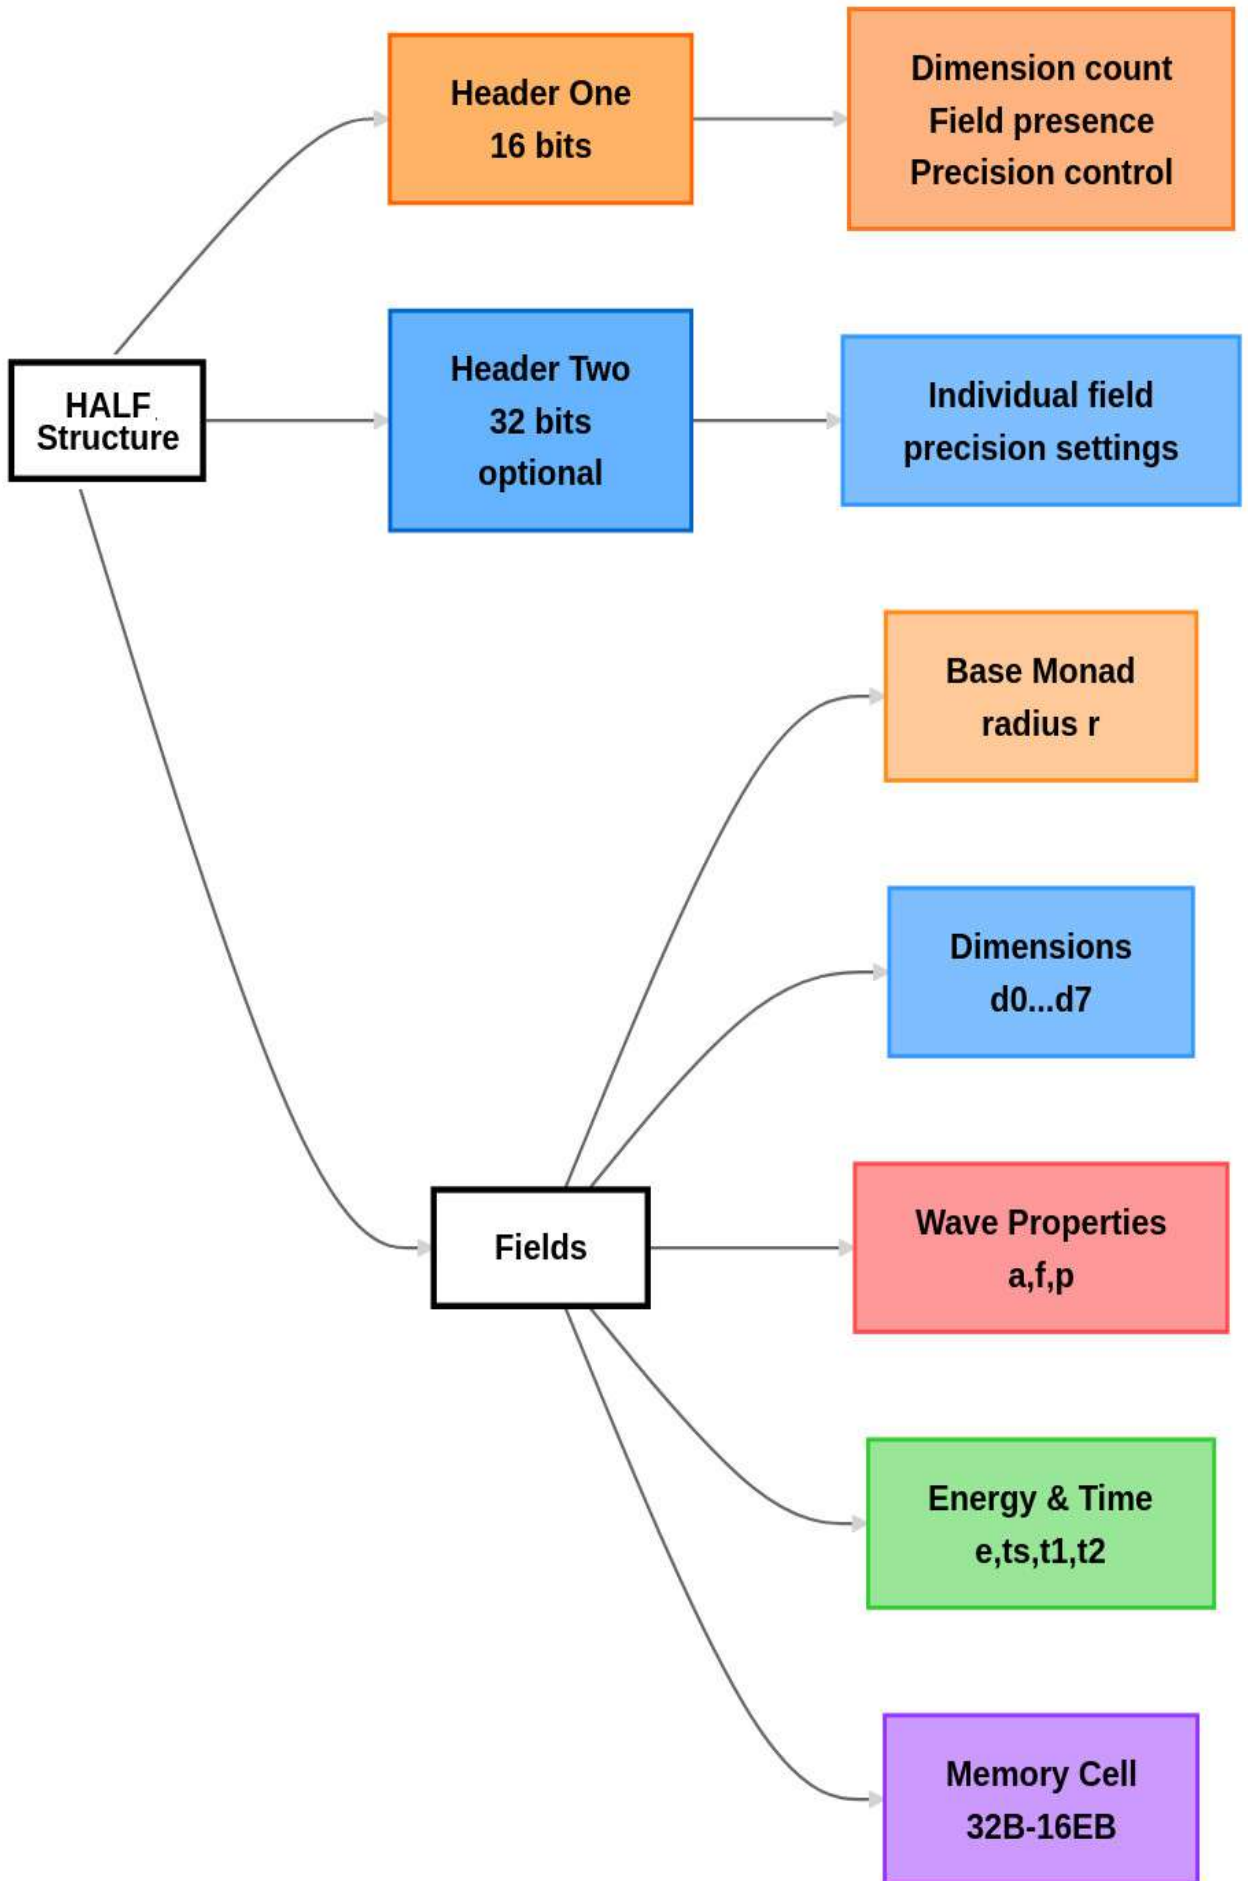 Header One
16 bits
Dimension count
Field presence
Precision control
HALF
Structure
Header Two
32 bits
optional
Individual field
precision settings
Base Monad
radius r
Dimensions
d0...d7
Fields
Wave Properties
a,f,p
Energy & Time
e,ts,t1,t2
Memory Cell
32B-16EB